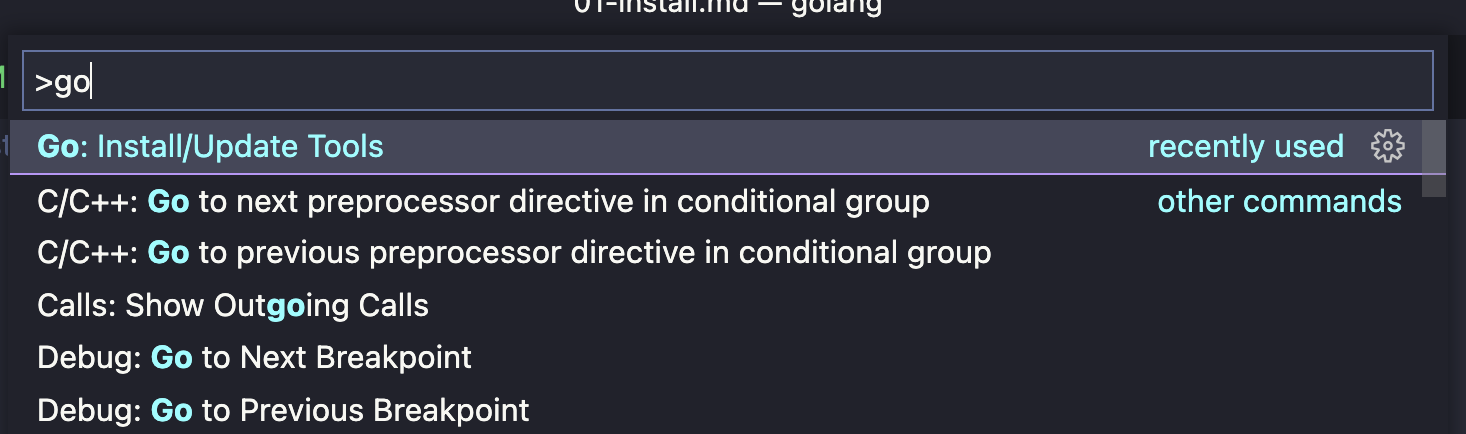 01-install.md — golang
>go
Go: Install/Update Tools recently used
C/C++: Go to next preprocessor directive in conditional group other commands
C/C++: Go to previous preprocessor directive in conditional group
Calls: Show Outgoing Calls
Debug: Go to Next Breakpoint
Debug: Go to Previous Breakpoint